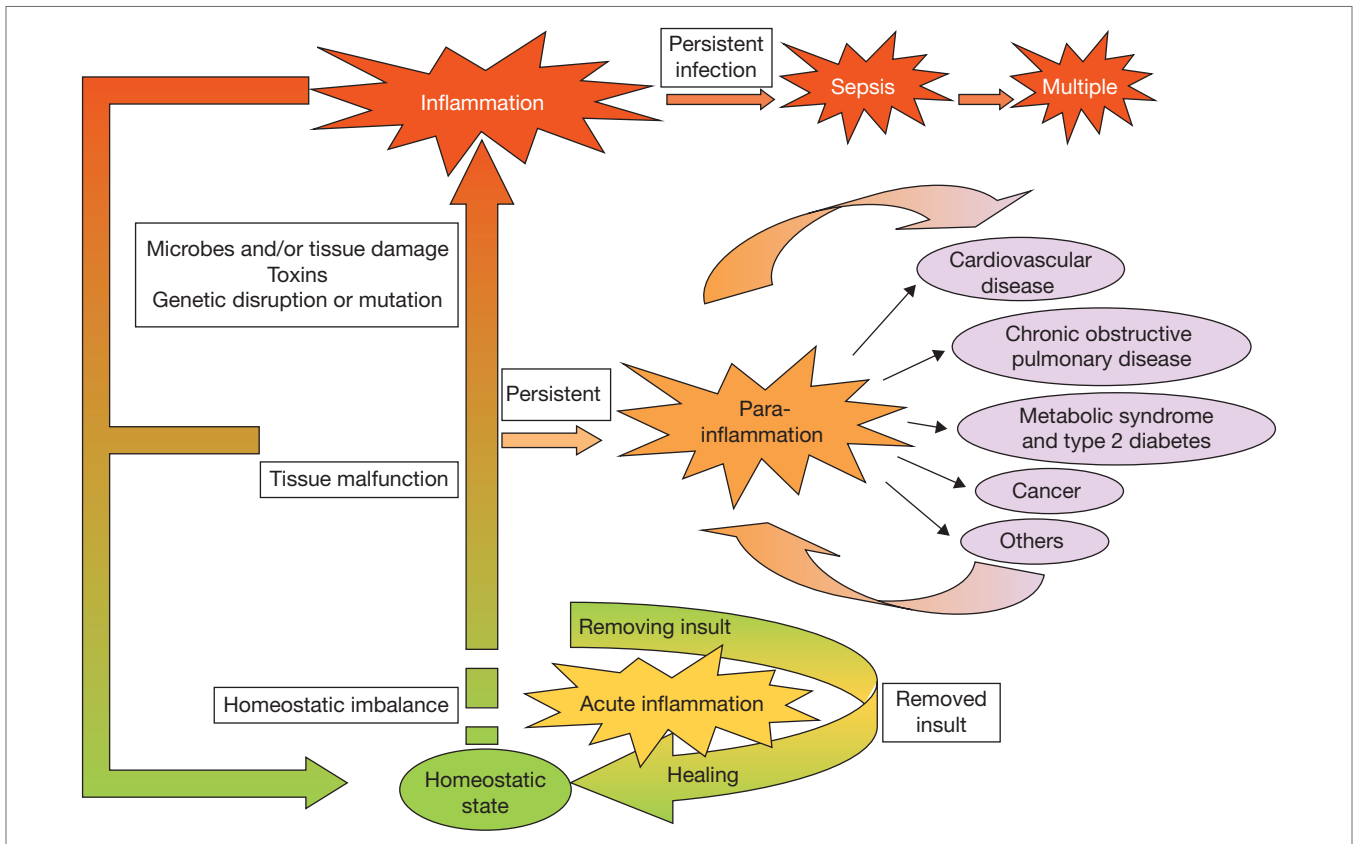 Persistent
infection
Inflammation
Sepsis
Multiple
Microbes and/or tissue damage
Toxins
Genetic disruption or mutation
Cardiovascular
disease
Chronic obstructive
pulmonary disease
Persistent
Para-
inflammation
Metabolic syndrome
and type 2 diabetes
Tissue malfunction
Cancer
Others
Removing insult
Homeostatic imbalance
Acute inflammation
Removed
insult
Healing
Homeostatic
state